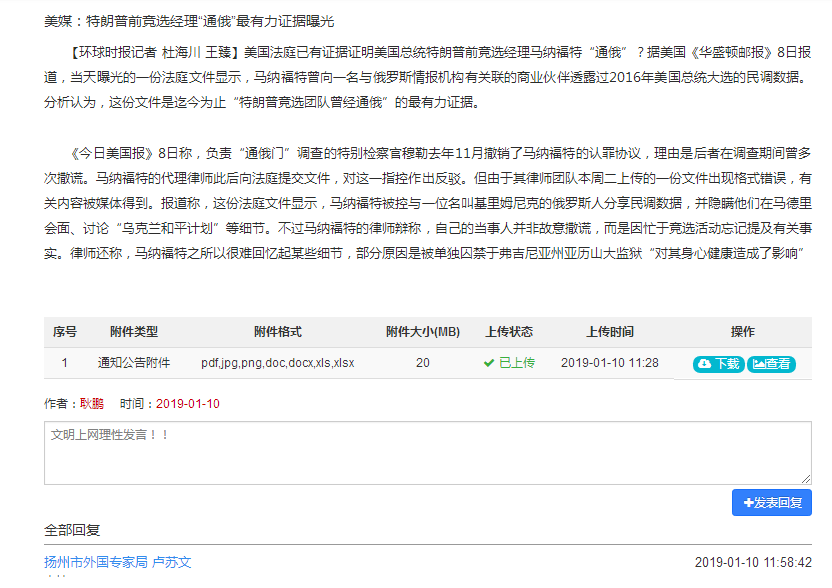 美媒：特朗普前竞选经理“通俄”最有力证据曝光
【环球时报记者 杜海川 王臻】美国法庭已有证据证明美国总统特朗普前竞选经理马纳福特“通俄”？据美国《华盛顿邮报》8日报
道，当天曝光的一份法庭文件显示，马纳福特曾向一名与俄罗斯情报机构有关联的商业伙伴透露过2016年美国总统大选的民调数据。
分析认为，这份文件是迄今为止“特朗普竞选团队曾经通俄”的最有力证据。
《今日美国报》8日称，负责“通俄门”调查的特别检察官穆勒去年11月撤销了马纳福特的认罪协议，理由是后者在调查期间曾多
次撒谎。马纳福特的代理律师此后向法庭提交文件，对这一指控作出反驳。但由于其律师团队本周二上传的一份文件出现格式错误，有
关内容被媒体得到。报道称，这份法庭文件显示，马纳福特被控与一位名叫基里姆尼克的俄罗斯人分享民调数据，并隐瞒他们在马德里
会面、讨论“乌克兰和平计划”等细节。不过马纳福特的律师辩称，自己的当事人并非故意撒谎，而是因忙于竞选活动忘记提及有关事
实。律师还称，马纳福特之所以很难回忆起某些细节，部分原因是被单独囚禁于弗吉尼亚州亚历山大监狱“对其身心健康造成了影响”
序号 附件类型 附件格式 附件大小(MB) 上传状态 上传时间 操作
1 通知公告附件 pdf,jpg,png,doc,docx,xls,xlsx 20 已上传 2019-01-10 11:28 下载 查看
作者：耿鹏 时间：2019-01-10
文明上网理性发言！！
发表回复
全部回复
扬州市外国专家局 卢苏文 2019-01-10 11:58:42